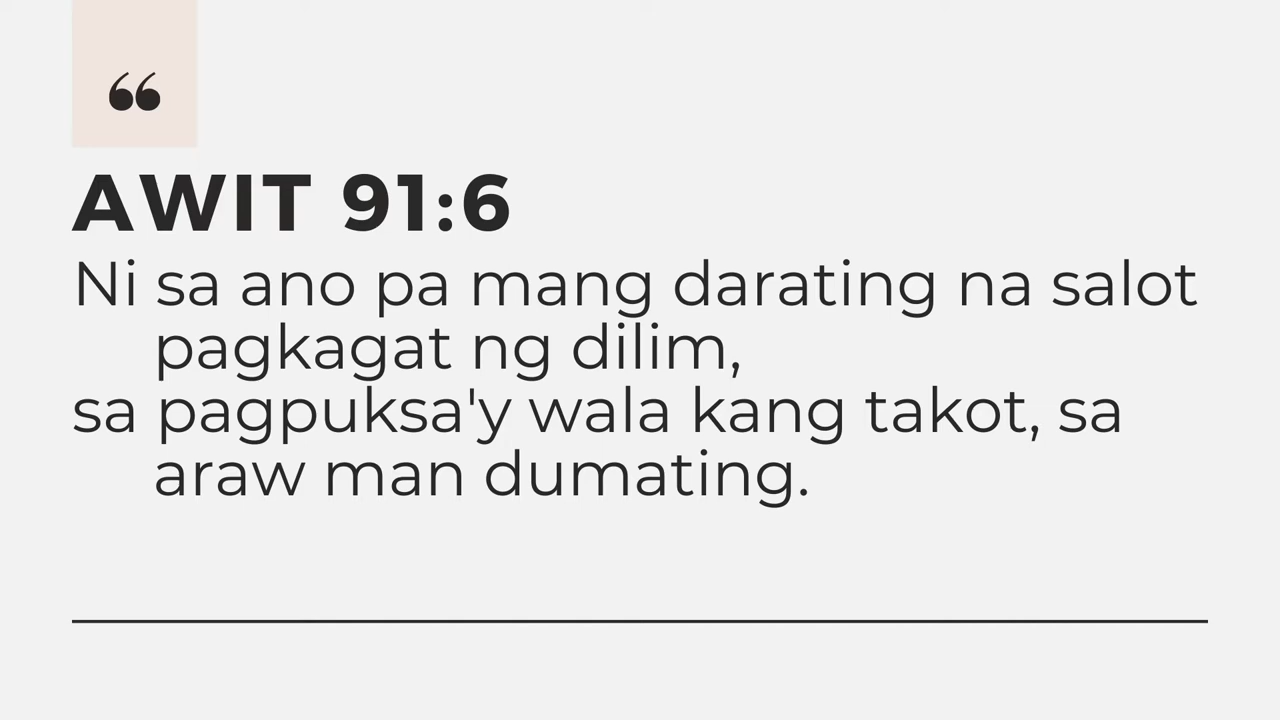 “
AWIT 91:6
Ni sa ano pa mang darating na salot
pagkagat ng dilim,
sa pagpuksa'y wala kang takot, sa
araw man dumating.